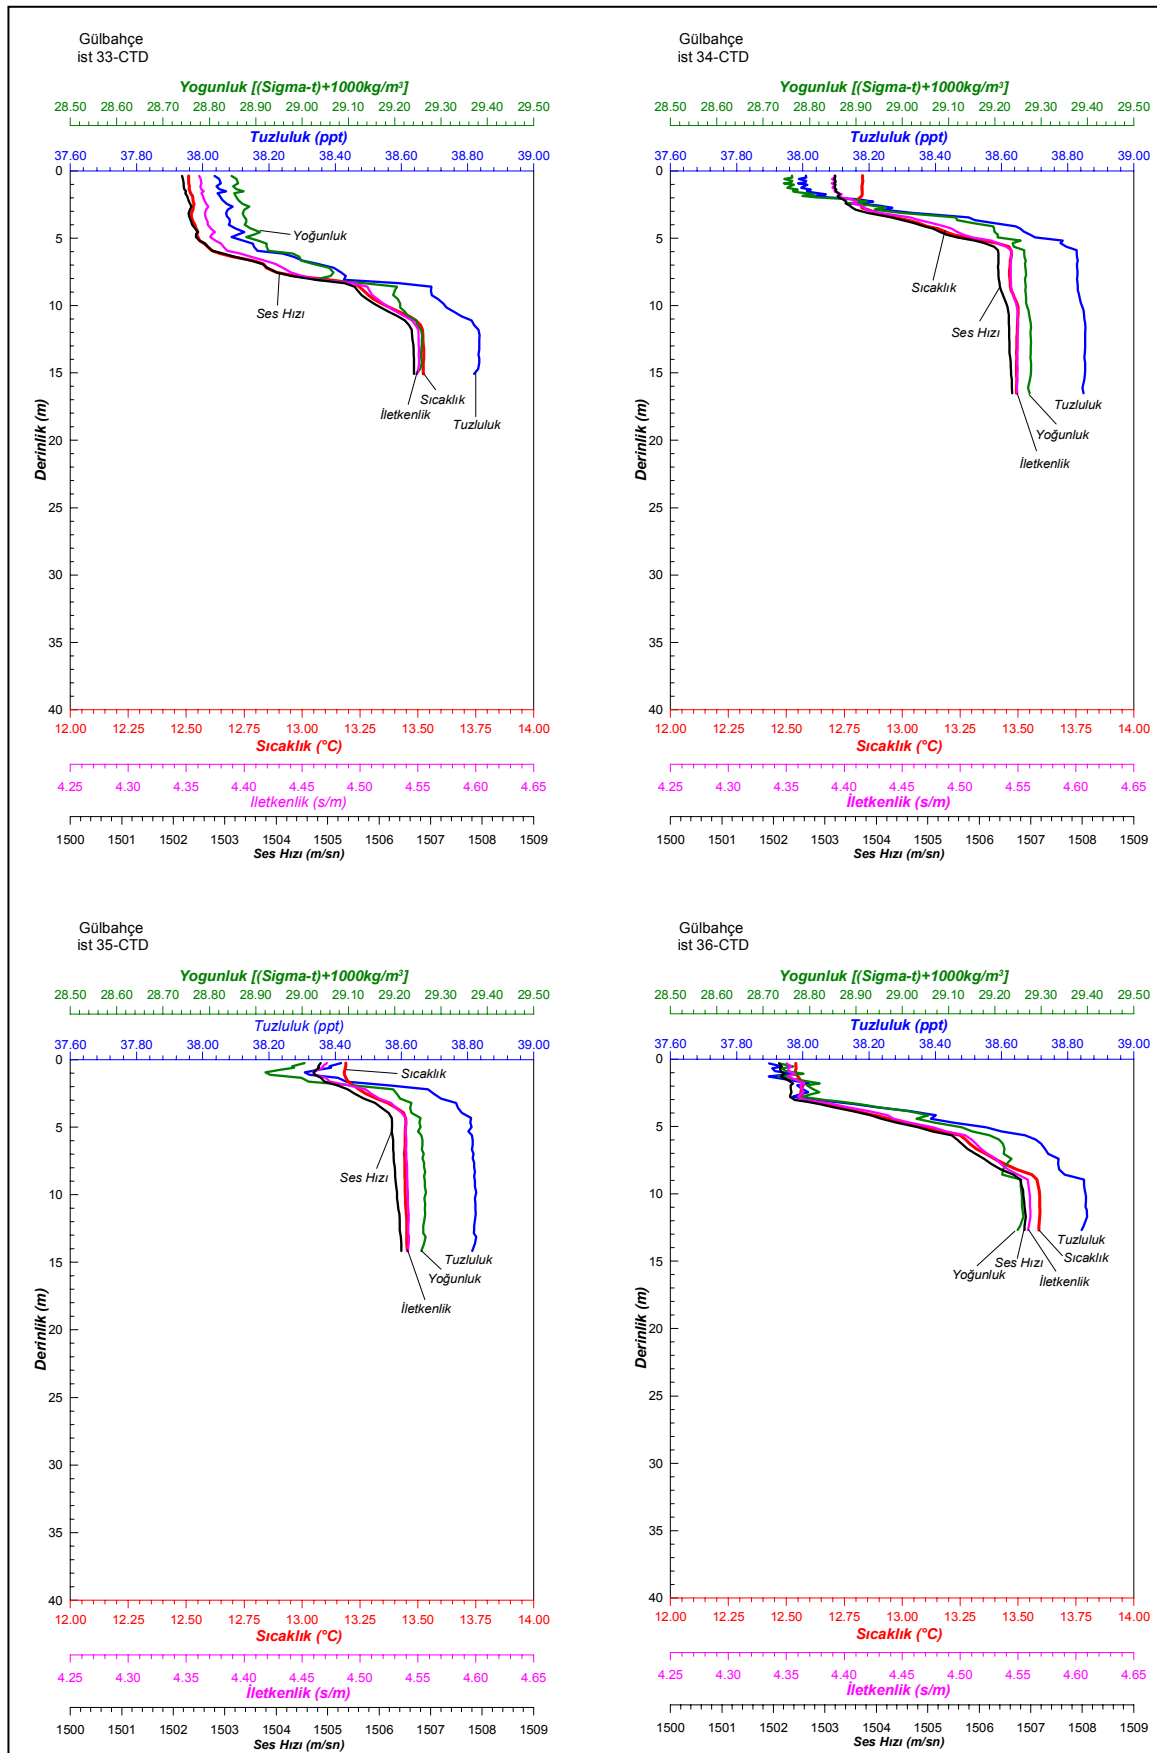 Gülbahçe
ist 33-CTD
Yogunluk [(Sigma-t)+1000kg/m³]
28.50 28.60 28.70 28.80 28.90 29.00 29.10 29.20 29.30 29.40 29.50
Tuzluluk (ppt)
37.60 37.80 38.00 38.20 38.40 38.60 38.80 39.00
0
5
10
15
20
25
30
35
40
Derinlik (m)
Yoğunluk
Ses Hızı
Sıcaklık
İletkenlik
Tuzluluk
12.00 12.25 12.50 12.75 13.00 13.25 13.50 13.75 14.00
Sıcaklık (°C)
4.25 4.30 4.35 4.40 4.45 4.50 4.55 4.60 4.65
Iletkenlik (s/m)
1500 1501 1502 1503 1504 1506 1507 1508 1509
Ses Hızı (m/sn)
Gülbahçe
ist 34-CTD
Yogunluk [(Sigma-t)+1000kg/m³]
28.50 28.60 28.70 28.80 28.90 29.00 29.10 29.20 29.30 29.40 29.50
Tuzluluk (ppt)
37.60 37.80 38.00 38.20 38.40 38.60 38.80 39.00
0
5
10
15
20
25
30
35
40
Derinlik (m)
Sıcaklık
Ses Hızı
Tuzluluk
Yoğunluk
İletkenlik
12.00 12.25 12.50 12.75 13.00 13.25 13.50 13.75 14.00
Sıcaklık (°C)
4.25 4.30 4.35 4.40 4.45 4.50 4.55 4.60 4.65
İletkenlik (s/m)
1500 1501 1502 1503 1504 1505 1506 1507 1508 1509
Ses Hızı (m/sn)
Gülbahçe
ist 35-CTD
Yogunluk [(Sigma-t)+1000kg/m³]
28.50 28.60 28.70 28.80 28.90 29.00 29.10 29.20 29.30 29.40 29.50
Tuzluluk (ppt)
37.60 37.80 38.00 38.20 38.40 38.60 38.80 39.00
0
5
10
15
20
25
30
35
40
Derinlik (m)
Sıcaklık
Ses Hızı
Tuzluluk
Yoğunluk
İletkenlik
12.00 12.25 12.50 12.75 13.00 13.25 13.50 13.75 14.00
Sıcaklık (°C)
4.25 4.30 4.35 4.40 4.45 4.50 4.55 4.60 4.65
İletkenlik (s/m)
1500 1501 1502 1503 1504 1506 1507 1508 1509
Ses Hızı (m/sn)
Gülbahçe
ist 36-CTD
Yogunluk [(Sigma-t)+1000kg/m³]
28.50 28.60 28.70 28.80 28.90 29.00 29.10 29.20 29.30 29.40 29.50
Tuzluluk (ppt)
37.60 37.80 38.00 38.20 38.40 38.60 38.80 39.00
0
5
10
15
20
25
30
35
40
Derinlik (m)
Tuzluluk
Ses Hızı
Sıcaklık
Yoğunluk
İletkenlik
12.00 12.25 12.50 12.75 13.00 13.25 13.50 13.75 14.00
Sıcaklık (°C)
4.25 4.30 4.35 4.40 4.45 4.50 4.55 4.60 4.65
İletkenlik (s/m)
1500 1501 1502 1503 1504 1505 1506 1507 1508 1509
Ses Hızı (m/sn)